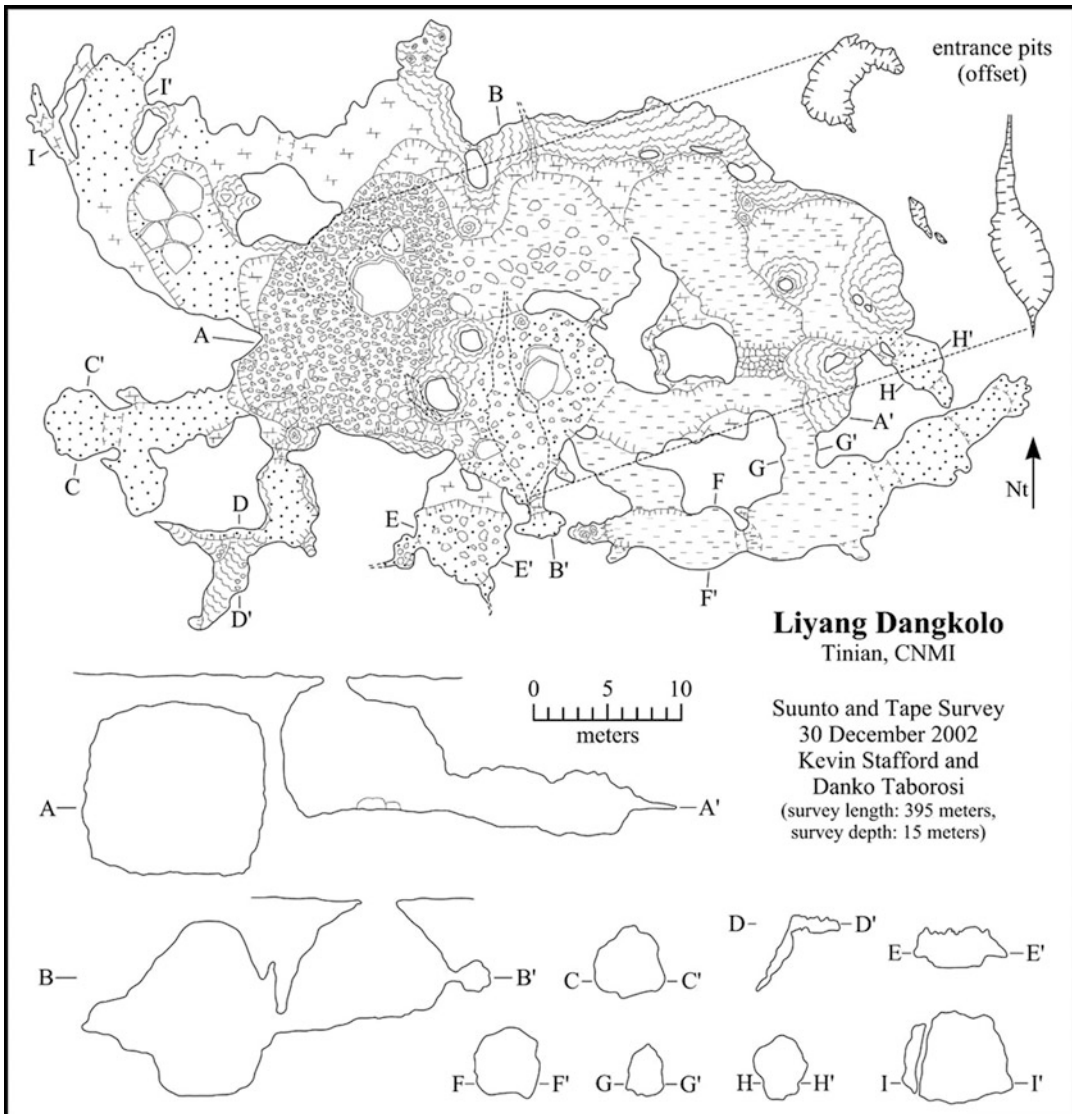 entrance pits
(offset)
I'
B
I
A
C'
H'
H
A'
G'
C
G
F
Nt
D
E
E'
B'
D'
F'
Liyang Dangkolo
Tinian, CNMI
0 5 10
meters
Suunto and Tape Survey
30 December 2002
Kevin Stafford and
Danko Taborosi
(survey length: 395 meters,
survey depth: 15 meters)
A A'
D D'
E E'
B B'
C C'
F F'
G G'
H H'
I I'